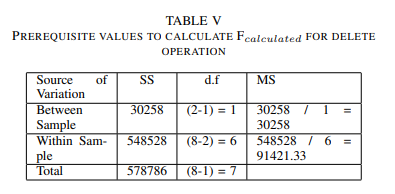 TABLE V
PREREQUISITE VALUES TO CALCULATE F_calculated FOR DELETE
OPERATION
Source of Variation SS d.f MS
Between Sample 30258 (2-1) = 1 30258 / 1 = 30258
Within Sam-ple 548528 (8-2) = 6 548528 / 6 = 91421.33
Total 578786 (8-1) = 7